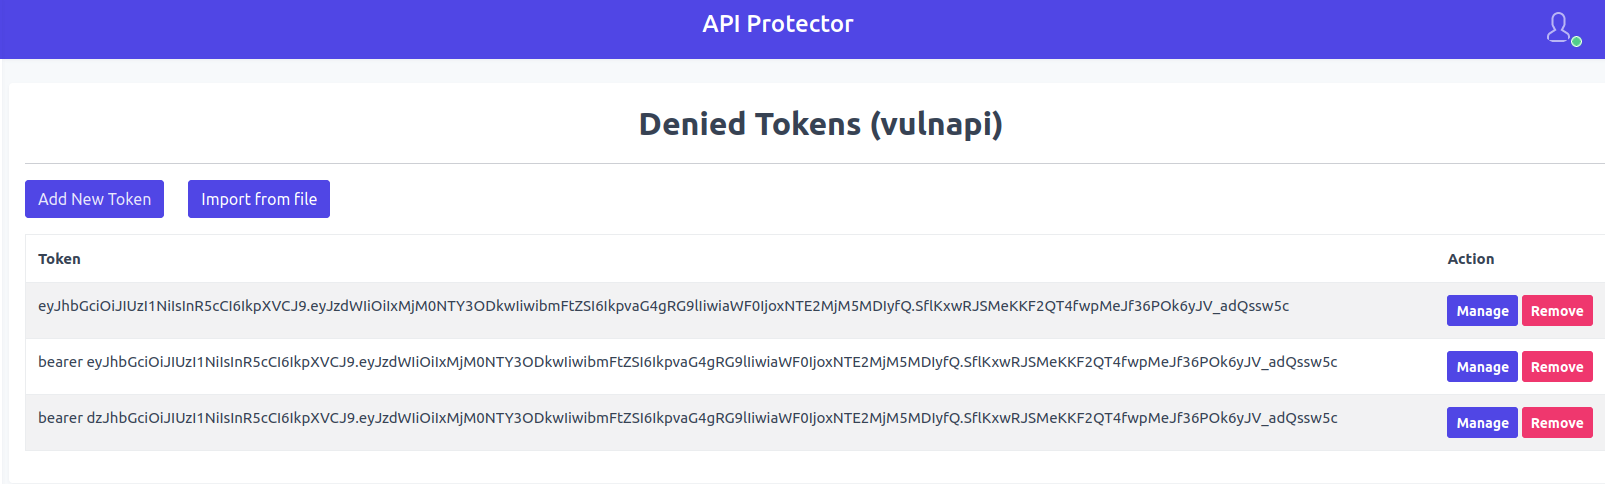 API Protector
Denied Tokens (vulnapi)
Add New Token Import from file
Token Action
eyJhbGciOiJIUzI1NiIsInR5cCI6IkpXVCJ9.eyJzdWIiOiIxMjM0NTY3ODkwIiwibmFtZSI6IkpvaG4gRG9lIiwiaWF0IjoxNTE2MjM5MDIyfQ.SflKxwRJSMeKKF2QT4fwpMeJf36POk6yJV_adQssw5c Manage Remove
bearer eyJhbGciOiJIUzI1NiIsInR5cCI6IkpXVCJ9.eyJzdWIiOiIxMjM0NTY3ODkwIiwibmFtZSI6IkpvaG4gRG9lIiwiaWF0IjoxNTE2MjM5MDIyfQ.SflKxwRJSMeKKF2QT4fwpMeJf36POk6yJV_adQssw5c Manage Remove
bearer dzJhbGciOiJIUzI1NiIsInR5cCI6IkpXVCJ9.eyJzdWIiOiIxMjM0NTY3ODkwIiwibmFtZSI6IkpvaG4gRG9lIiwiaWF0IjoxNTE2MjM5MDIyfQ.SflKxwRJSMeKKF2QT4fwpMeJf36POk6yJV_adQssw5c Manage Remove